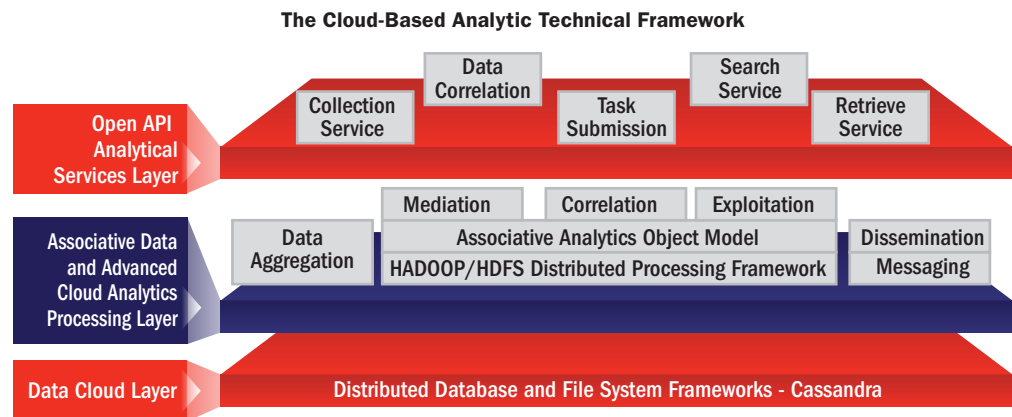 The Cloud-Based Analytic Technical Framework
Open API
Analytical
Services Layer
Collection
Service
Data
Correlation
Task
Submission
Search
Service
Retrieve
Service
Associative Data
and Advanced
Cloud Analytics
Processing Layer
Data
Aggregation
Mediation
Correlation
Exploitation
Associative Analytics Object Model
HADOOP/HDFS Distributed Processing Framework
Dissemination
Messaging
Data Cloud Layer
Distributed Database and File System Frameworks - Cassandra